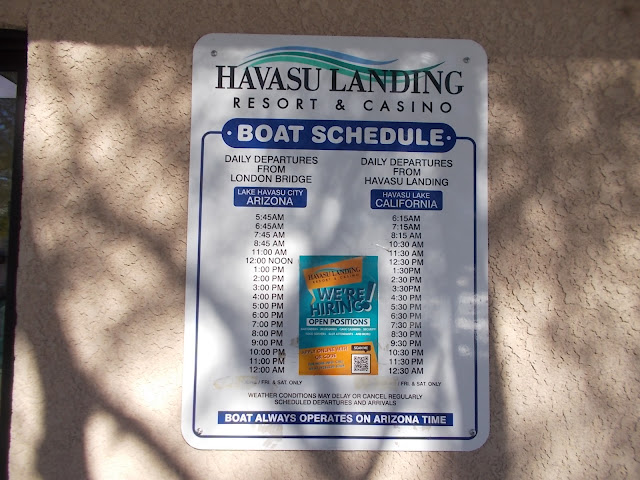 HAVASU LANDING
RESORT & CASINO
BOAT SCHEDULE
DAILY DEPARTURES
FROM
LONDON BRIDGE
LAKE HAVASU CITY
ARIZONA
5:45AM
6:45AM
7:45 AM
8:45 AM
11:00 AM
12:00 NOON
1:00 PM
2:00 PM
3:00 PM
4:00 PM
5:00 PM
6:00 PM
7:00 PM
8:00 PM
9:00 PM
10:00 PM
11:00 PM
12:00 AM
/ FRI & SAT. ONLY
DAILY DEPARTURES
FROM
HAVASU LANDING
HAVASU LAKE
CALIFORNIA
6:15AM
7:15AM
8:15 AM
10:30 AM
11:30 AM
12:30 PM
1:30PM
2:30 PM
3:30PM
4:30 PM
5:30 PM
6:30 PM
7:30 PM
8:30 PM
9:30 PM
10:30 PM
11:30 PM
12:30 AM
/ FRI & SAT. ONLY
HAVASU LANDING
RESORT & CASINO
WE'RE
HIRING!
OPEN POSITIONS
WEATHER CONDITIONS MAY DELAY OR CANCEL REGULARLY
SCHEDULED DEPARTURES AND ARRIVALS
BOAT ALWAYS OPERATES ON ARIZONA TIME